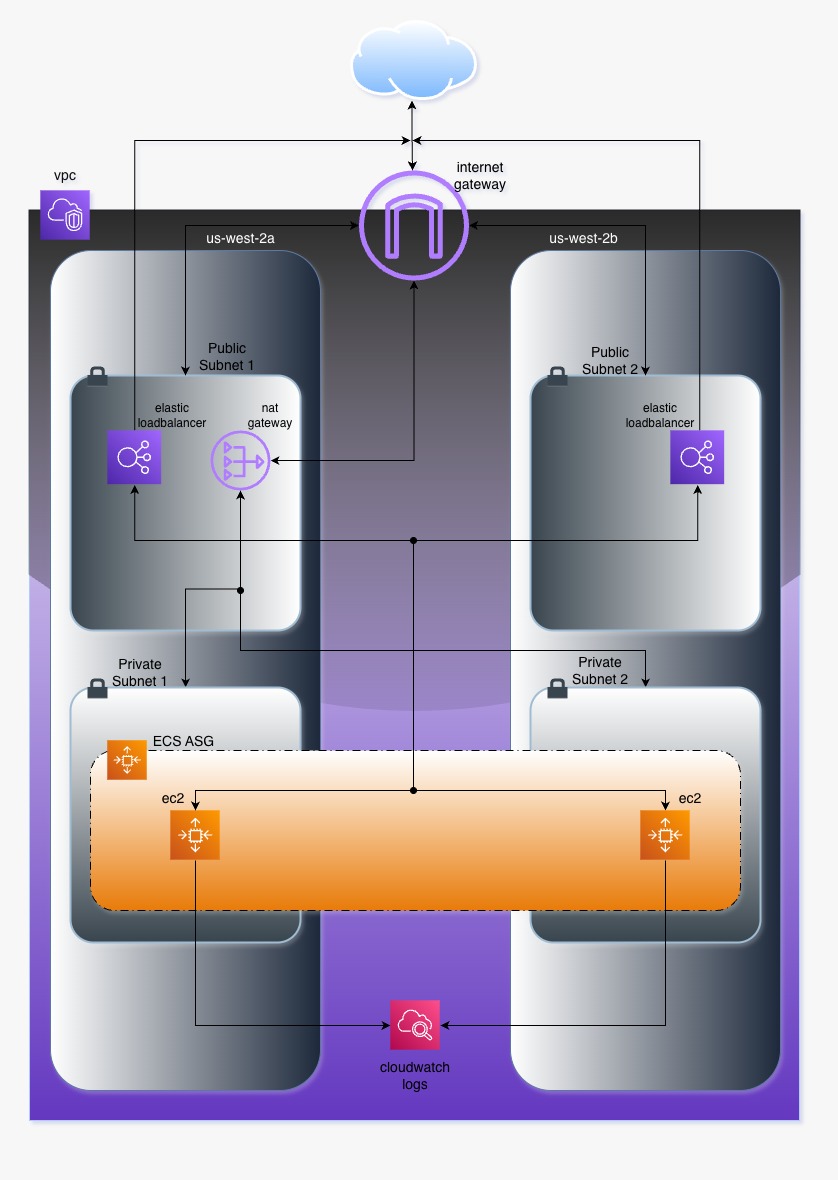 internet
gateway
vpc
us-west-2a
us-west-2b
Public
Subnet 1
Public
Subnet 2
elastic
loadbalancer
nat
gateway
elastic
loadbalancer
Private
Subnet 1
Private
Subnet 2
ECS ASG
ec2
ec2
cloudwatch
logs